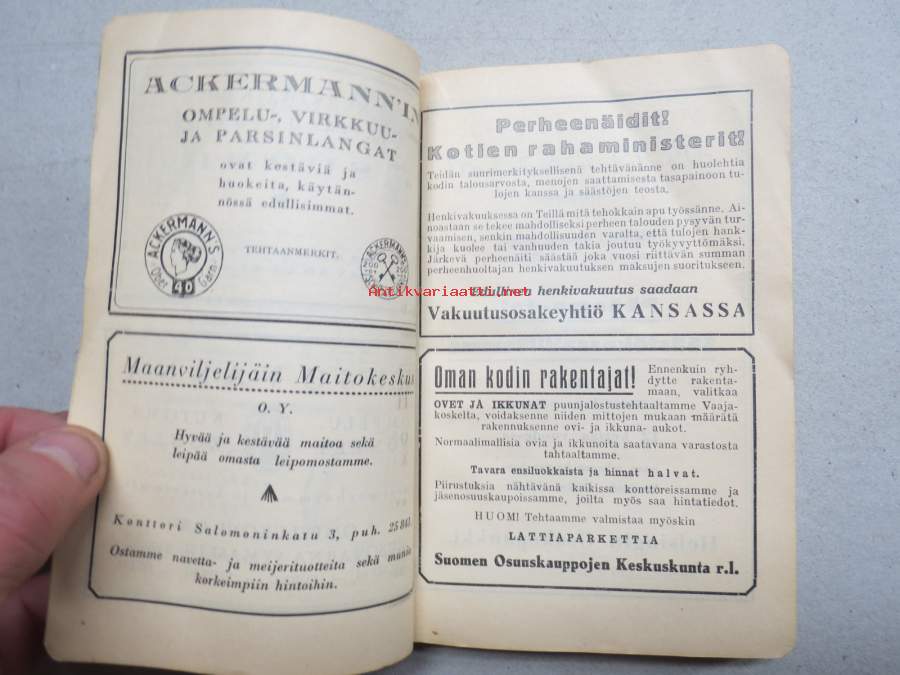 ACKERMANN'IN
OMPELU-, VIRKKUU-
JA PARSINLANGAT
ovat kestäviä ja
huokeita, käytän-
nössä edullisimmat.
ACKERMANN'S
40
Garn
TEHTAANMERKIT.
Maanviljelijäin Maitokeskus
O. Y.
Hyvää ja kestävää maitoa sekä
leipää omasta leipomostamme.
Konttori Salomoninkatu 3, puh.
Ostamme navetta- ja meijerituotteita sekä munia
korkeimpiin hintoihin.
Perheenäidit!
Kotien rahaministerit!
Teidän suurimerkityksellisenä tehtävänänne on huolehtia
kodin talousarvosta, menojen saattamisesta tasapainoon tu-
lojen kanssa ja säästöjen teosta.
Henkivakuuksessa on Teillä mitä tehokkain apu työssänne. Ai-
noastaan se tekee mahdolliseksi perheen talouden pysyvän tur-
vaamisen, senkin mahdollisuuden varalta, että tulojen hank-
kija kuolee tai vanhuuden takia joutuu työkyvyttömäksi.
Järkevä perheenäiti säästää joka vuosi riittävän summan
perheenhuoltajan henkivakuutuksen maksujen suoritukseen.
Antikvariaatti.net
Edullinen henkivakuutus saadaan
Vakuutusosakeyhtiö KANSASSA
Oman kodin rakentajat! Ennenkuin ryh-
dytte rakenta-
maan, valitkaa
OVET JA IKKUNAT puunjalostustehtaaltamme Vaaja-
koskelta, voidaksenne niiden mittojen mukaan määrätä
rakennuksenne ovi- ja ikkuna- aukot.
Normaalimallisia ovia ja ikkunoita saatavana varastosta
tahtaaltamme.
Tavara ensiluokkaista ja hinnat halvat.
Piirustuksia nähtävänä kaikissa konttoreissamme ja
jäsenosuuskaupoissamme, joilta myös saa hintatiedot.
HUOM! Tehtaamme valmistaa myöskin
LATTIAPARKETTIA
Suomen Osuuskauppojen Keskuskunta r.l.